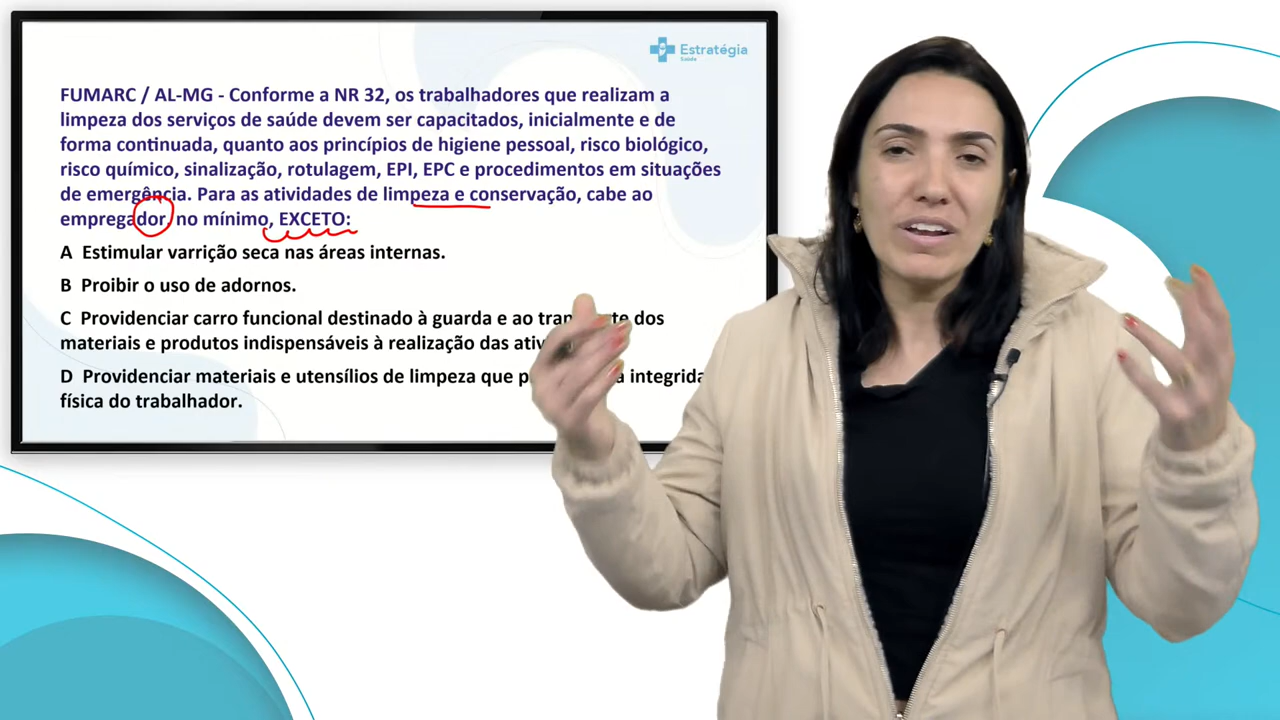 Estratégia
Saúde
FUMARC / AL-MG - Conforme a NR 32, os trabalhadores que realizam a
limpeza dos serviços de saúde devem ser capacitados, inicialmente e de
forma continuada, quanto aos princípios de higiene pessoal, risco biológico,
risco químico, sinalização, rotulagem, EPI, EPC e procedimentos em situações
de emergência. Para as atividades de limpeza e conservação, cabe ao
empregador, no mínimo, EXCETO:
A Estimular varrição seca nas áreas internas.
B Proibir o uso de adornos.
C Providenciar carro funcional destinado à guarda e ao dos
materiais e produtos indispensáveis à realização das
D Providenciar materiais e utensílios de limpeza que
física do trabalhador.